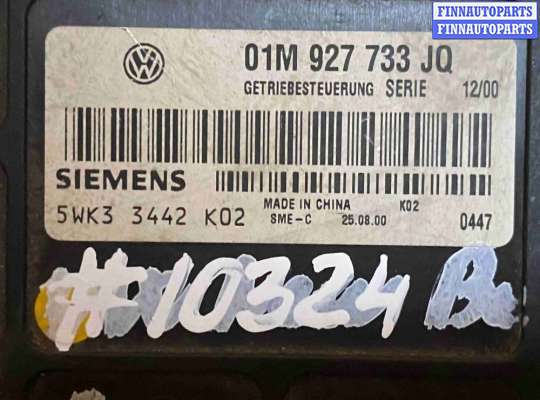 FINNAUTOPARTS
FINNAUTOPARTS
VW
01M 927 733 JQ
GETRIEBESTEUERUNG SERIE 12/00
SIEMENS
5WK3 3442 K02
MADE IN CHINA K02
SME-C 25.08.00 0447
#10324 B